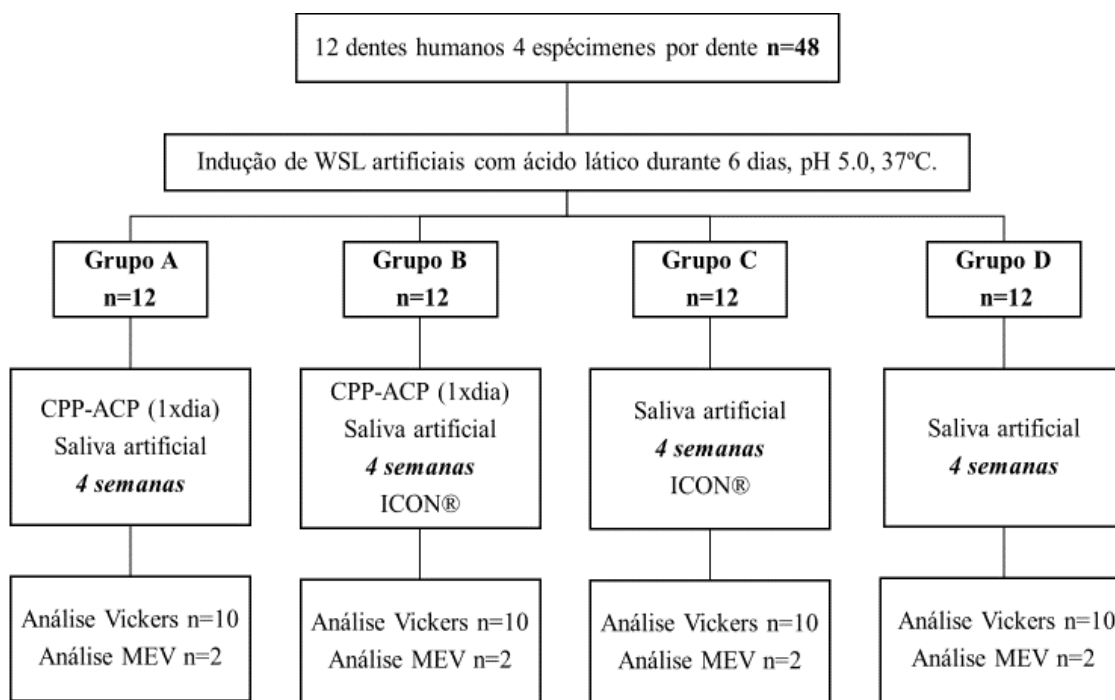 12 dentes humanos 4 espécimenes por dente n=48
Indução de WSL artificiais com ácido lático durante 6 dias, pH 5.0, 37ºC.
Grupo A
n=12
Grupo B
n=12
Grupo C
n=12
Grupo D
n=12
CPP-ACP (1xdia)
Saliva artificial
4 semanas
CPP-ACP (1xdia)
Saliva artificial
4 semanas
ICON®
Saliva artificial
4 semanas
ICON®
Saliva artificial
4 semanas
Análise Vickers n=10
Análise MEV n=2
Análise Vickers n=10
Análise MEV n=2
Análise Vickers n=10
Análise MEV n=2
Análise Vickers n=10
Análise MEV n=2